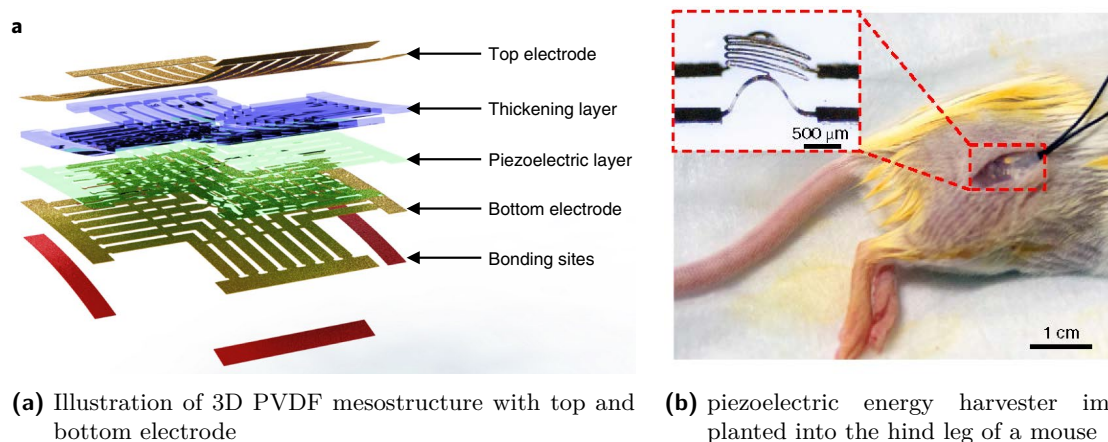 a
Top electrode
Thickening layer
Piezoelectric layer
Bottom electrode
Bonding sites
500 μm
1 cm
(a) Illustration of 3D PVDF mesostructure with top and
bottom electrode
(b) piezoelectric energy harvester im-
planted into the hind leg of a mouse